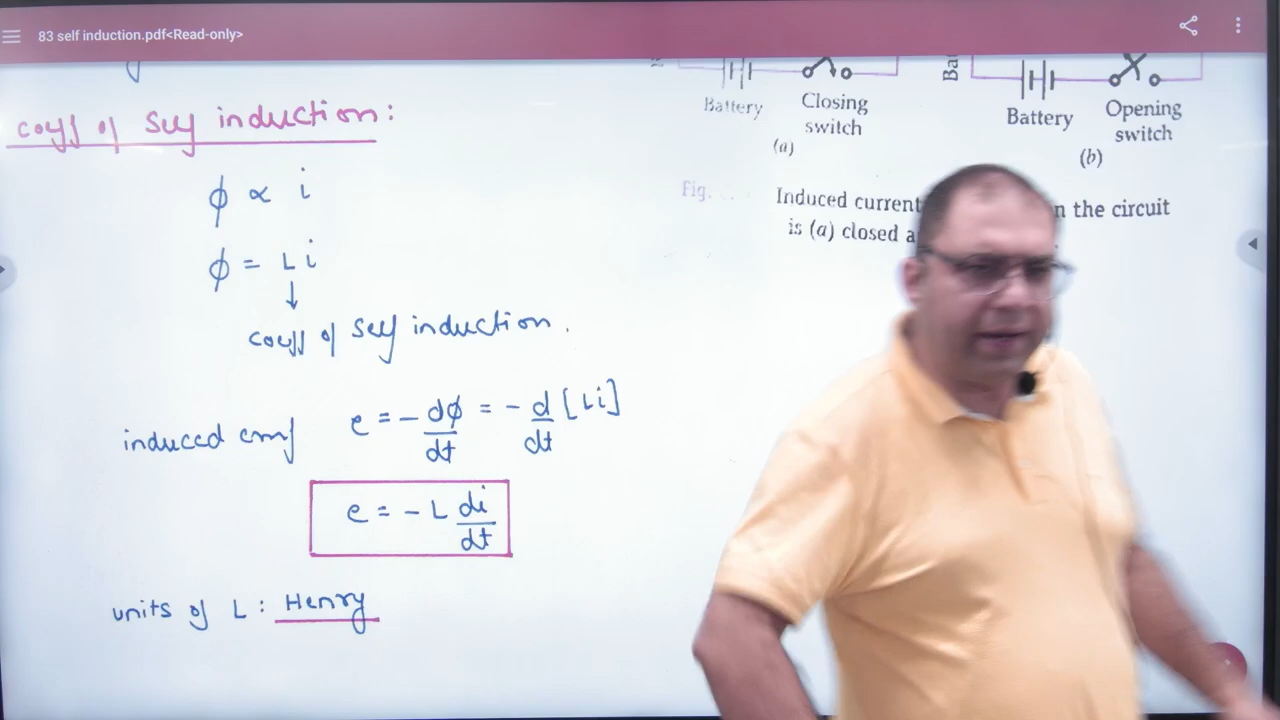 83 self induction.pdf<Read-only>
Coeff of Self induction:
ϕ ∝ i
ϕ = Li
↓
Coeff of Self induction.
induced emf e = - dϕ/dt = - d/dt [Li]
e = - L di/dt
units of L : Henry
Battery
Closing
switch
(a)
Battery
Opening
switch
(b)
Fig. Induced current n the circuit
is (a) closed a